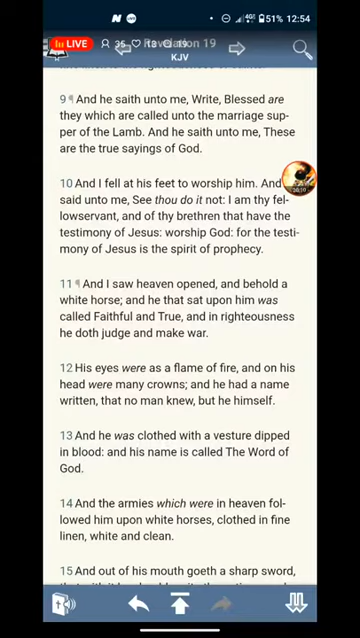 4G 51% 12:54
LIVE 35 18 Revelation 19
KJV
9 ¶ And he saith unto me, Write, Blessed are
they which are called unto the marriage sup-
per of the Lamb. And he saith unto me, These
are the true sayings of God.
10 And I fell at his feet to worship him. And
said unto me, See thou do it not: I am thy fel-
lowservant, and of thy brethren that have the
testimony of Jesus: worship God: for the testi-
mony of Jesus is the spirit of prophecy.
11 ¶ And I saw heaven opened, and behold a
white horse; and he that sat upon him was
called Faithful and True, and in righteousness
he doth judge and make war.
12 His eyes were as a flame of fire, and on his
head were many crowns; and he had a name
written, that no man knew, but he himself.
13 And he was clothed with a vesture dipped
in blood: and his name is called The Word of
God.
14 And the armies which were in heaven fol-
lowed him upon white horses, clothed in fine
linen, white and clean.
15 And out of his mouth goeth a sharp sword,